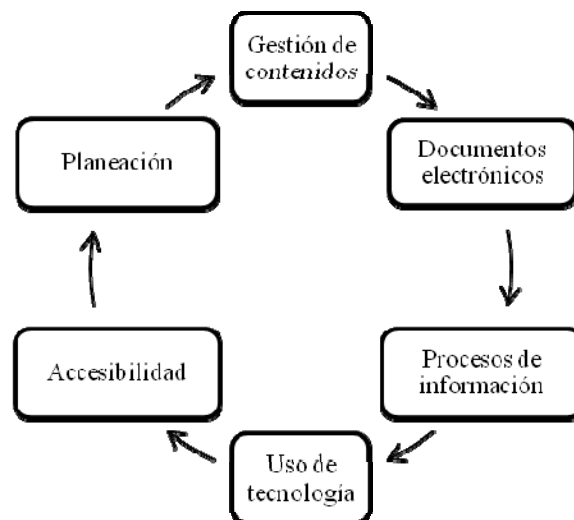 Gestión de
contenidos
Documentos
electrónicos
Procesos de
información
Uso de
tecnología
Accesibilidad
Planeación